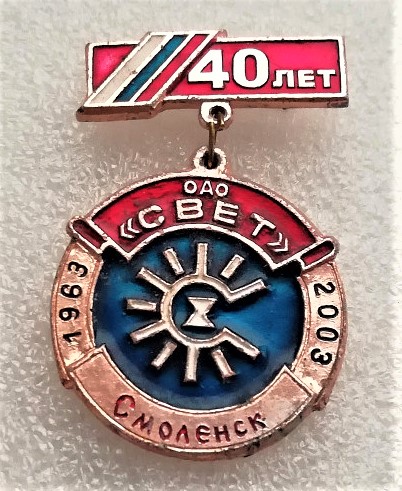 40 ЛЕТ
ОАО
«СВЕТ»
1963
2003
Смоленск